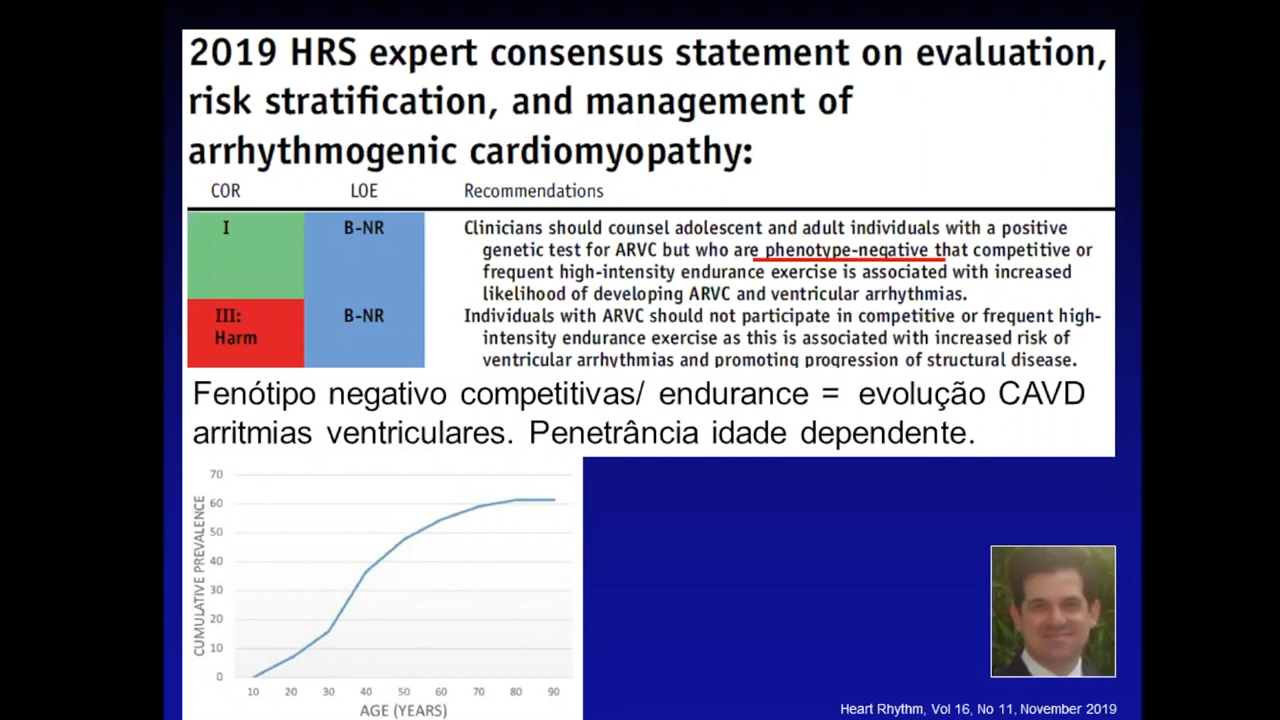 2019 HRS expert consensus statement on evaluation,
risk stratification, and management of
arrhythmogenic cardiomyopathy:
COR LOE Recommendations
I B-NR Clinicians should counsel adolescent and adult individuals with a positive
genetic test for ARVC but who are phenotype-negative that competitive or
frequent high-intensity endurance exercise is associated with increased
likelihood of developing ARVC and ventricular arrhythmias.
III: B-NR Individuals with ARVC should not participate in competitive or frequent high-
Harm intensity endurance exercise as this is associated with increased risk of
ventricular arrhythmias and promoting progression of structural disease.
Fenótipo negativo competitivas/ endurance = evolução CAVD
arritmias ventriculares. Penetrância idade dependente.
CUMULATIVE PREVALENCE
70
60
50
40
30
20
10
0
10 20 30 40 50 60 70 80 90
AGE (YEARS)
Heart Rhythm, Vol 16, No 11, November 2019